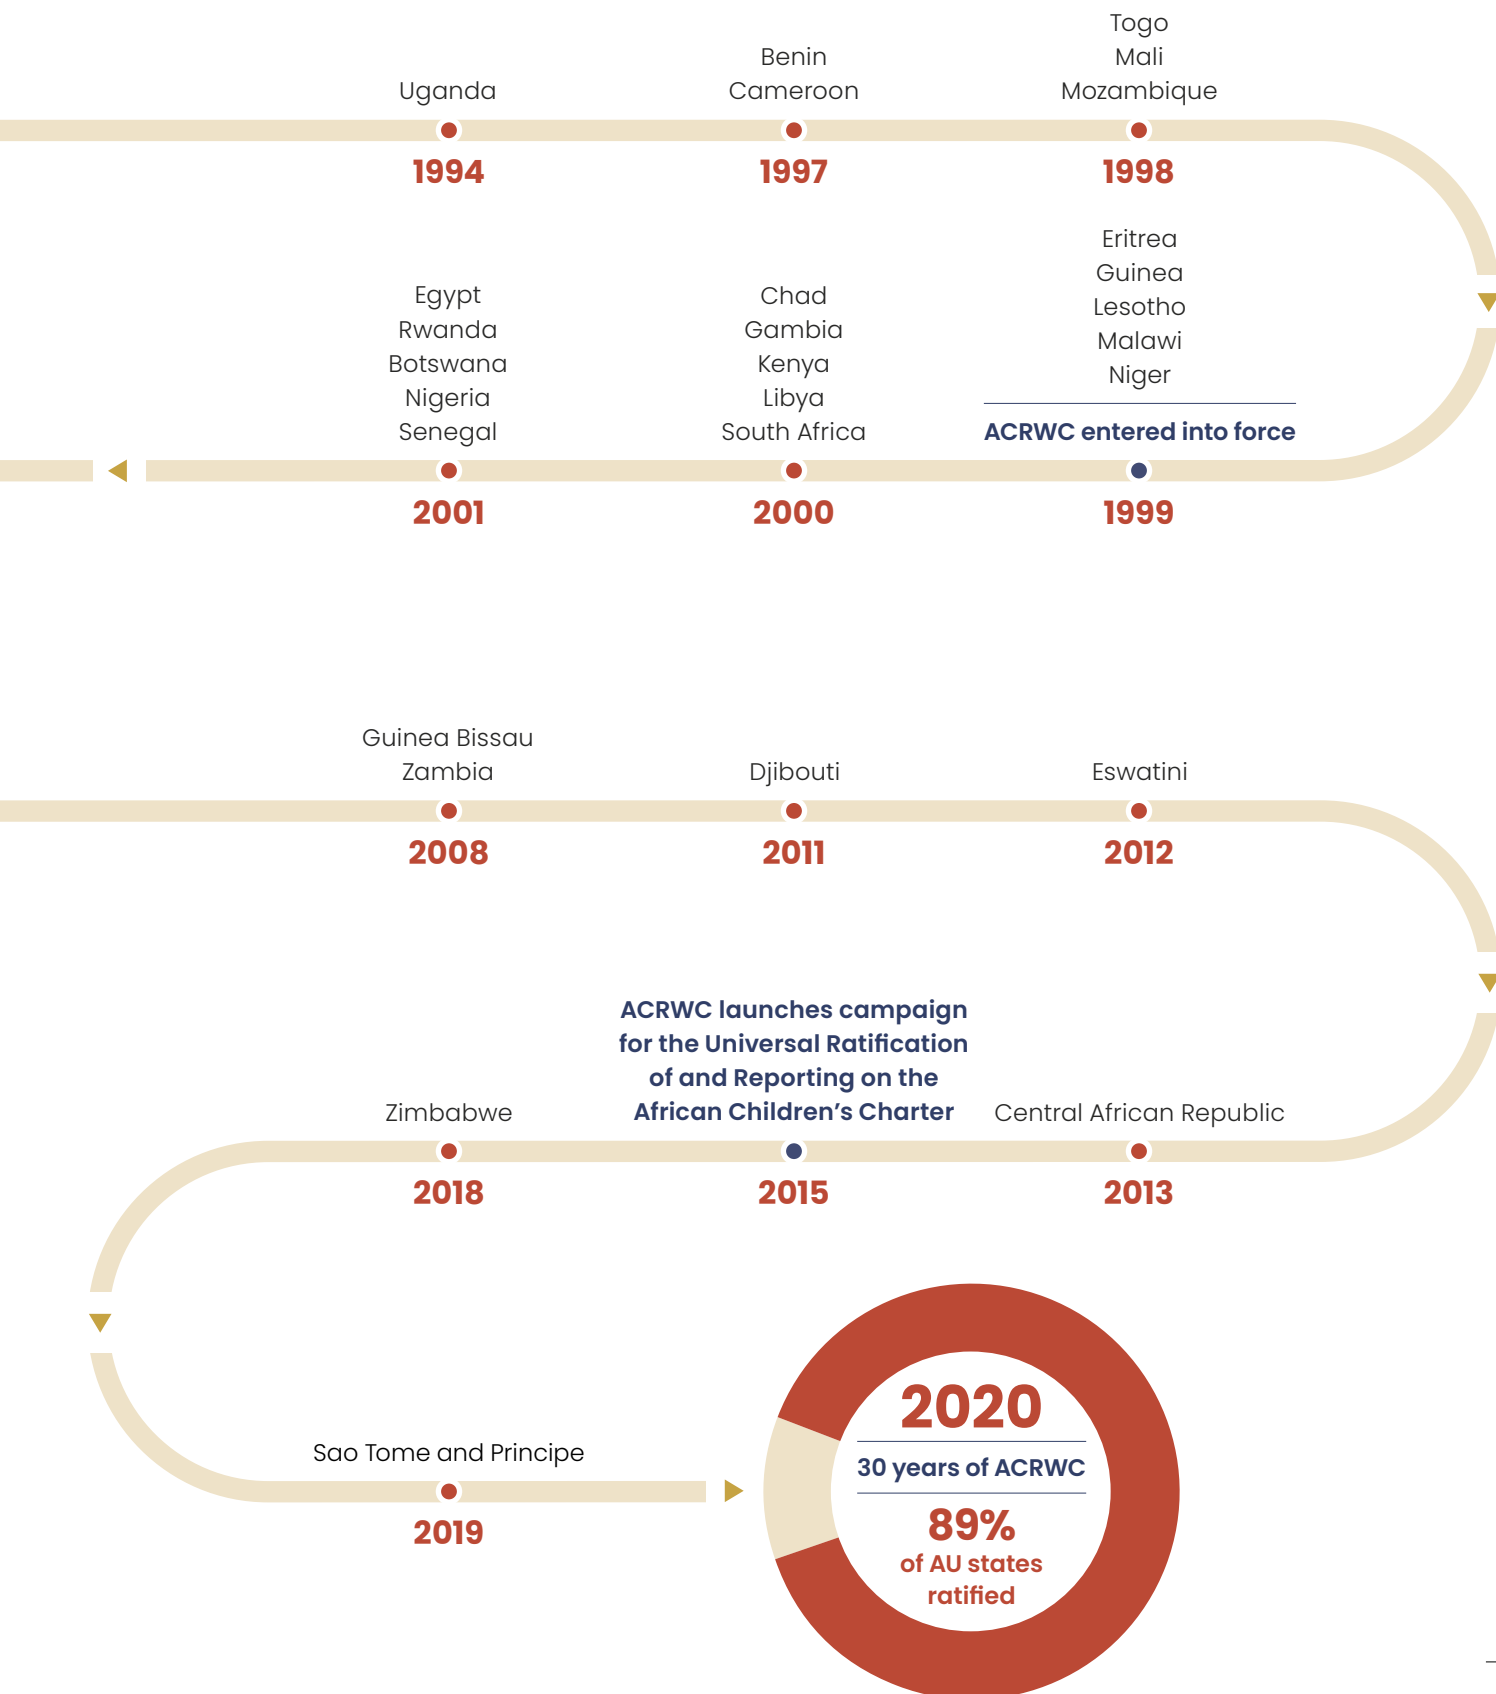 Uganda
1994
Benin
Cameroon
1997
Togo
Mali
Mozambique
1998
Eritrea
Guinea
Lesotho
Malawi
Niger
ACRWC entered into force
1999
Chad
Gambia
Kenya
Libya
South Africa
2000
Egypt
Rwanda
Botswana
Nigeria
Senegal
2001
Guinea Bissau
Zambia
2008
Djibouti
2011
Eswatini
2012
Central African Republic
2013
ACRWC launches campaign
for the Universal Ratification
of and Reporting on the
African Children’s Charter
2015
Zimbabwe
2018
Sao Tome and Principe
2019
2020
30 years of ACRWC
89%
of AU states
ratified